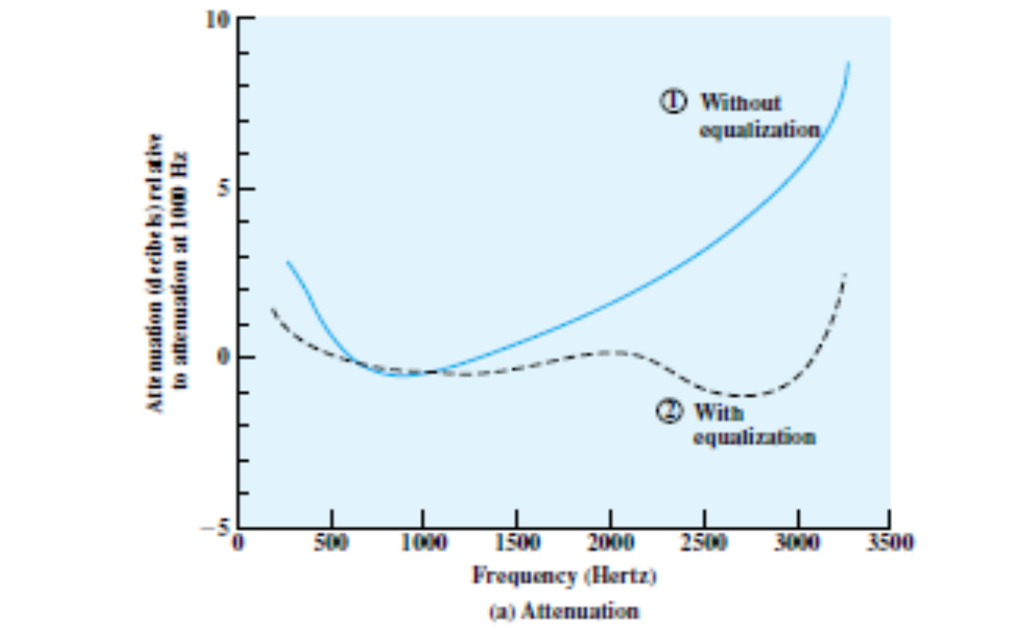 10
① Without
equalization
5
Attenuation (decibels) relative
to attenuation at 1000 Hz
0
② With
equalization
−5
0 500 1000 1500 2000 2500 3000 3500
Frequency (Hertz)
(a) Attenuation